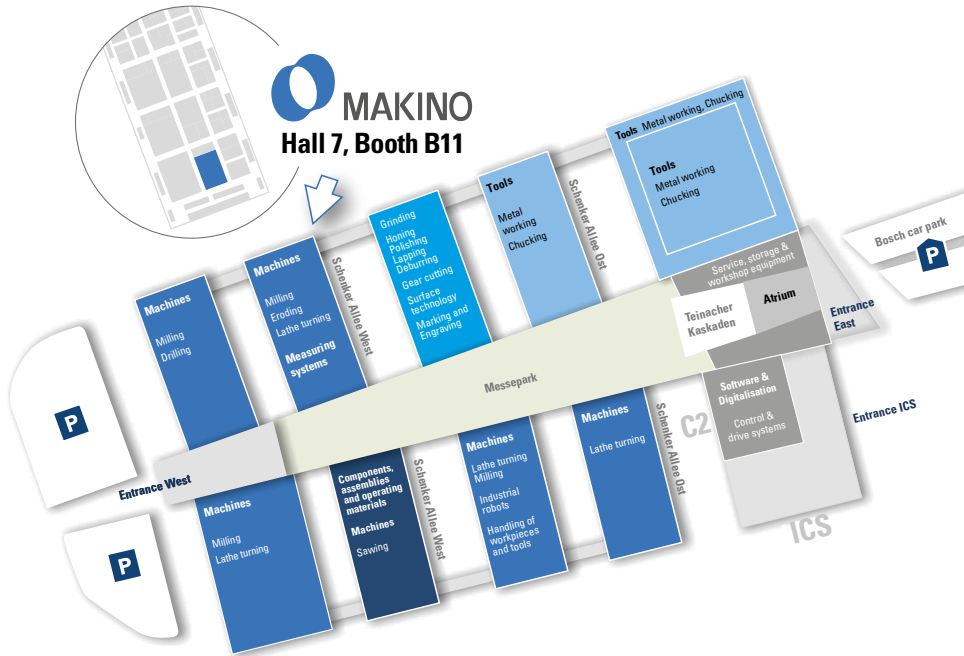 MAKINO
Hall 7, Booth B11
Tools Metal working, Chucking
Tools
Metal working
Chucking
Tools
Metal
working
Chucking
Schenker Allee Ost
Grinding
Honing
Polishing
Lapping
Deburring
Gear cutting
Surface
technology
Marking and
Engraving
Machines
Milling
Eroding
Lathe turning
Measuring
systems
Schenker Allee West
Machines
Milling
Drilling
Service, storage &
workshop equipment
Teinacher
Kaskaden
Atrium
Bosch car park
P
Entrance
East
Messepark
P
Entrance West
Machines
Milling
Lathe turning
Components,
assemblies
and operating
materials
Machines
Sawing
Schenker Allee West
Machines
Lathe turning
Milling
Industrial
robots
Handling of
workpieces
and tools
Machines
Lathe turning
Schenker Allee Ost
C2
Software &
Digitalisation
Control &
drive systems
Entrance ICS
ICS
P